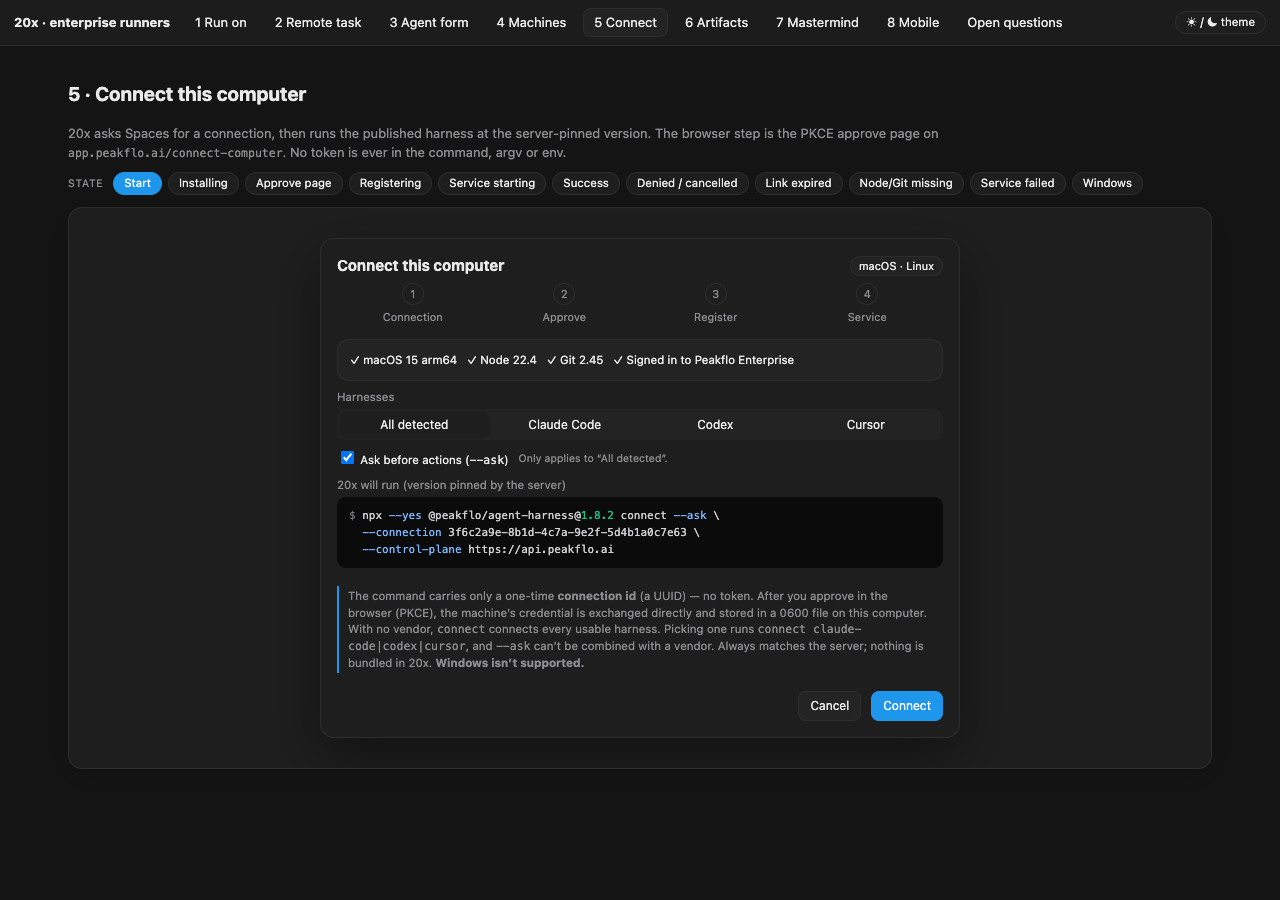 20x · enterprise runners 1 Run on 2 Remote task 3 Agent form 4 Machines 5 Connect 6 Artifacts 7 Mastermind 8 Mobile Open questions ☀ / ☾ theme
5 · Connect this computer
20x asks Spaces for a connection, then runs the published harness at the server-pinned version. The browser step is the PKCE approve page on
app.peakflo.ai/connect-computer. No token is ever in the command, argv or env.
STATE Start Installing Approve page Registering Service starting Success Denied / cancelled Link expired Node/Git missing Service failed Windows
Connect this computer macOS · Linux
1 2 3 4
Connection Approve Register Service
✓ macOS 15 arm64 ✓ Node 22.4 ✓ Git 2.45 ✓ Signed in to Peakflo Enterprise
Harnesses
All detected Claude Code Codex Cursor
Ask before actions (--ask) Only applies to “All detected”.
20x will run (version pinned by the server)
$ npx --yes @peakflo/agent-harness@1.8.2 connect --ask \
--connection 3f6c2a9e-8b1d-4c7a-9e2f-5d4b1a0c7e63 \
--control-plane https://api.peakflo.ai
The command carries only a one-time connection id (a UUID) — no token. After you approve in the
browser (PKCE), the machine’s credential is exchanged directly and stored in a 0600 file on this computer.
With no vendor, connect connects every usable harness. Picking one runs connect claude-
code|codex|cursor, and --ask can’t be combined with a vendor. Always matches the server; nothing is
bundled in 20x. Windows isn’t supported.
Cancel Connect